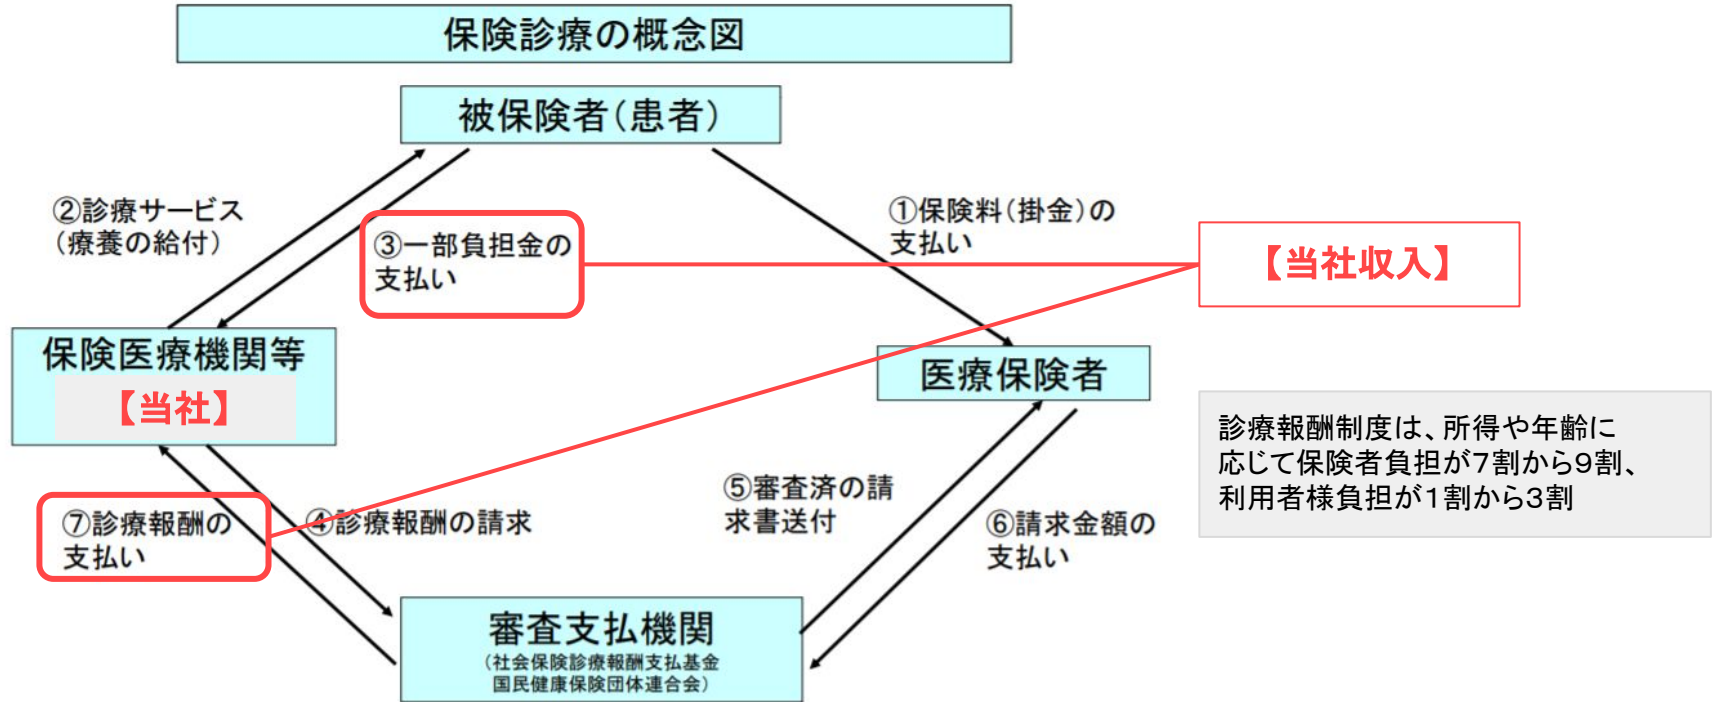 保険診療の概念図
被保険者（患者）
②診療サービス
（療養の給付）
③一部負担金の
支払い
①保険料（掛金）の
支払い
【当社収入】
保険医療機関等
【当社】
医療保険者
診療報酬制度は、所得や年齢に
応じて保険者負担が7割から9割、
利用者様負担が1割から3割
⑦診療報酬の
支払い
④診療報酬の請求
⑤審査済の請
求書送付
⑥請求金額の
支払い
審査支払機関
（社会保険診療報酬支払基金
国民健康保険団体連合会）